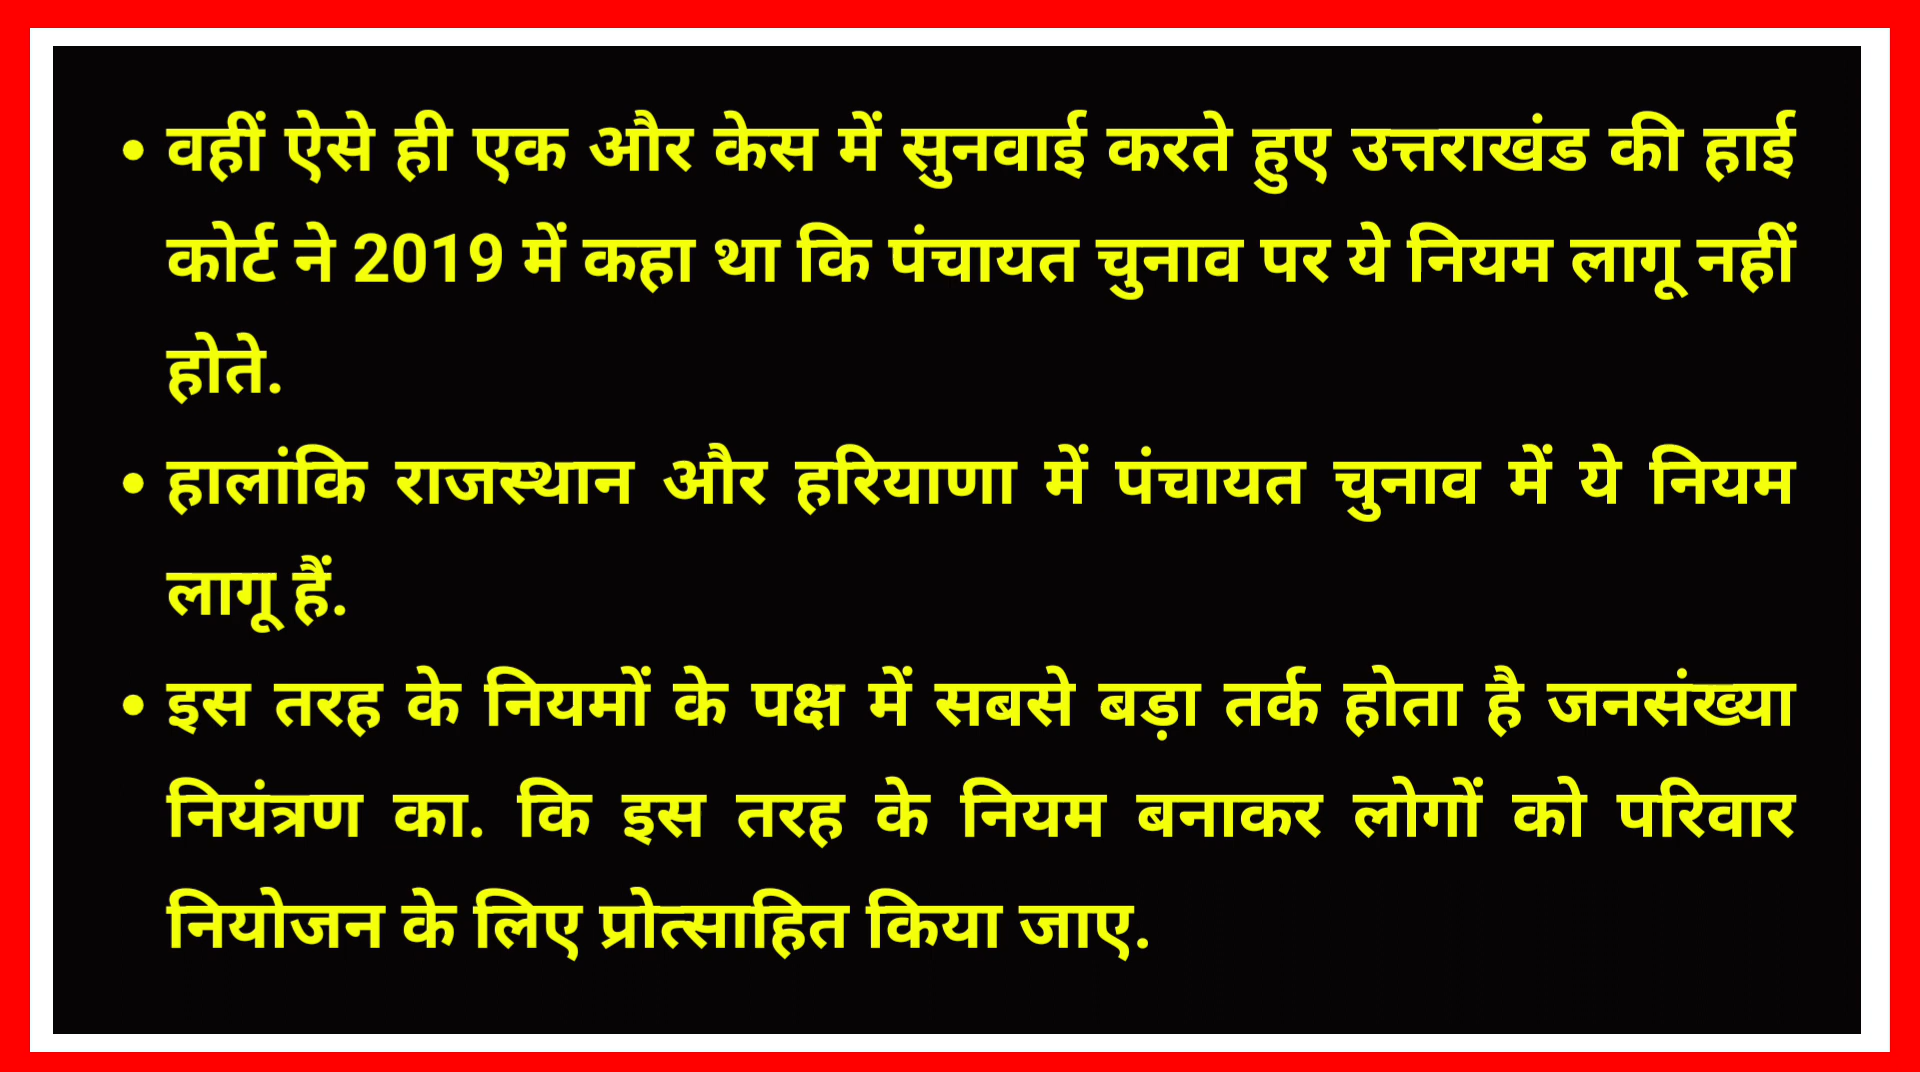 • वहीं ऐसे ही एक और केस में सुनवाई करते हुए उत्तराखंड की हाई
कोर्ट ने 2019 में कहा था कि पंचायत चुनाव पर ये नियम लागू नहीं
होते.
• हालांकि राजस्थान और हरियाणा में पंचायत चुनाव में ये नियम
लागू हैं.
• इस तरह के नियमों के पक्ष में सबसे बड़ा तर्क होता है जनसंख्या
नियंत्रण का. कि इस तरह के नियम बनाकर लोगों को परिवार
नियोजन के लिए प्रोत्साहित किया जाए.